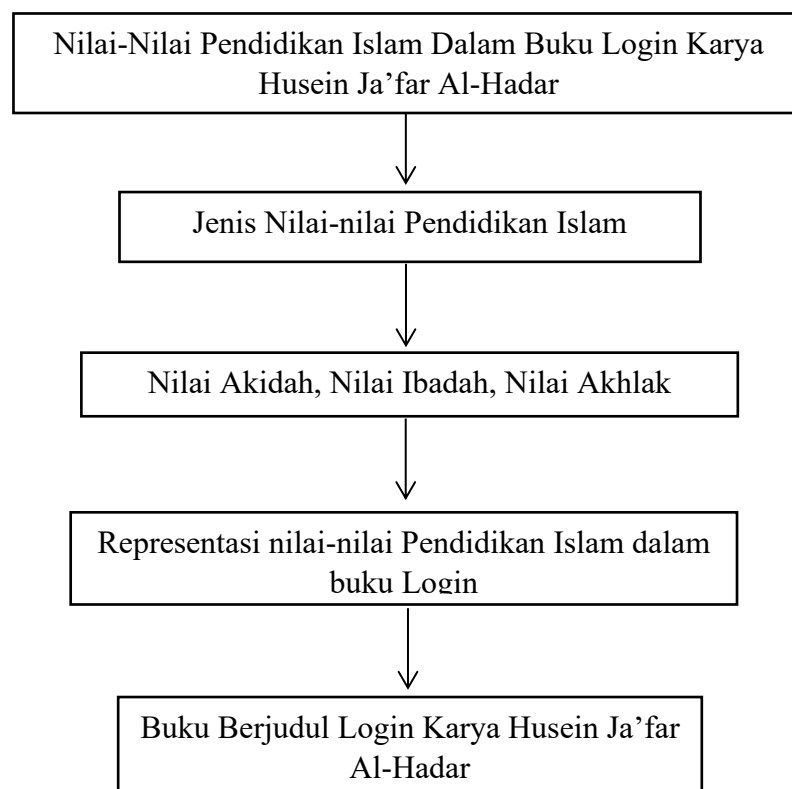 Nilai-Nilai Pendidikan Islam Dalam Buku Login Karya
Husein Ja’far Al-Hadar
Jenis Nilai-nilai Pendidikan Islam
Nilai Akidah, Nilai Ibadah, Nilai Akhlak
Representasi nilai-nilai Pendidikan Islam dalam
buku Login
Buku Berjudul Login Karya Husein Ja’far
Al-Hadar